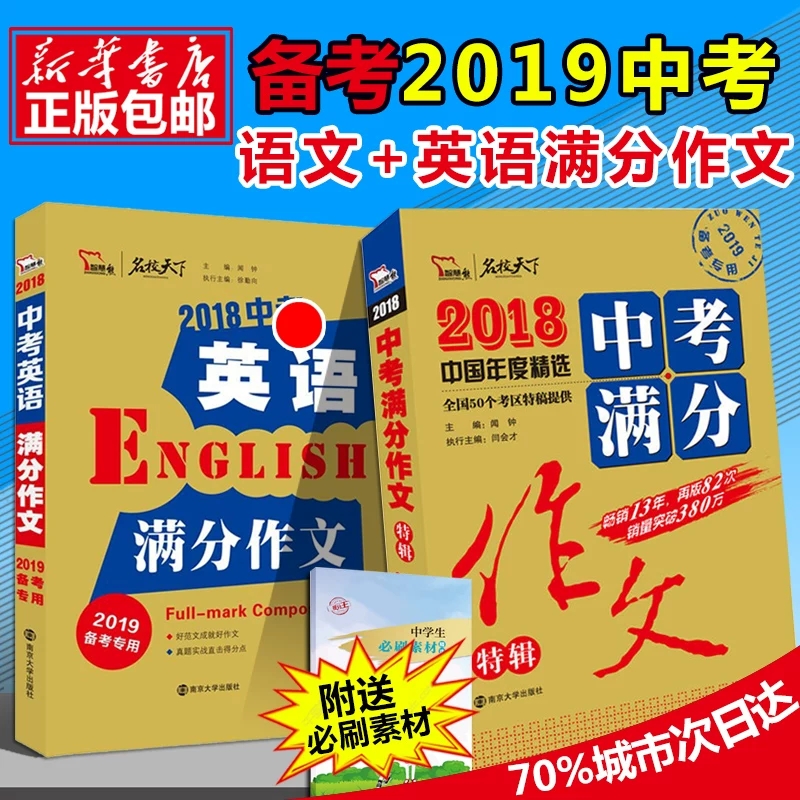 新华书店
正版包邮
备考2019中考
语文+英语满分作文
智慧熊
名校天下
主 编:闻 钟
执行主编:徐勤向
2018中考
英语
ENGLISH
满分作文
2019
备考专用
Full-mark Compo
好范文成就好作文
真题实战直击得分点
南京大学出版社
2018
中考英语
满分作文
2019
备考
专用
智慧熊
名校天下
ZUO WEN TE JI
2019
备考专用
2018
中国年度精选
全国50个考区特稿提供
主 编:闻 钟
执行主编:闫会才
中考
满分
畅销13年,再版82次
销量突破380万
作文
特辑
南京大学出版社
2018
中考满分作文
特辑
中学生
必刷素材
附送
必刷素材
70%城市次日达